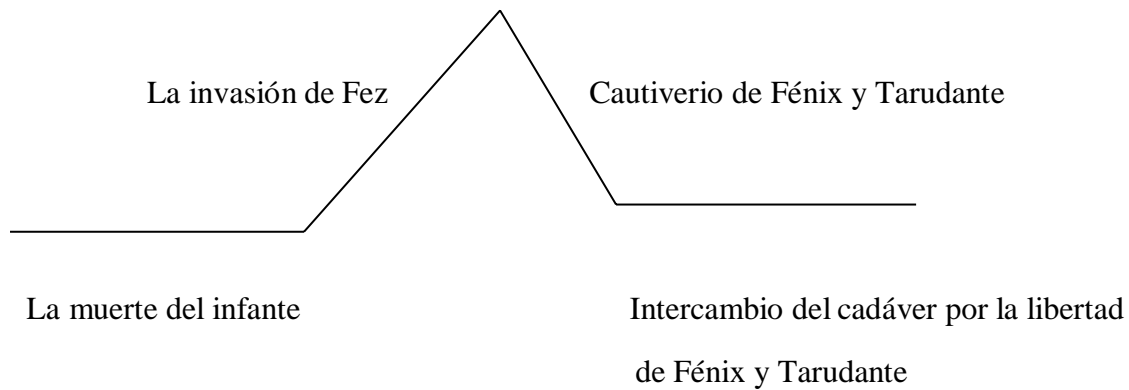 La invasión de Fez
Cautiverio de Fénix y Tarudante
La muerte del infante
Intercambio del cadáver por la libertad
de Fénix y Tarudante